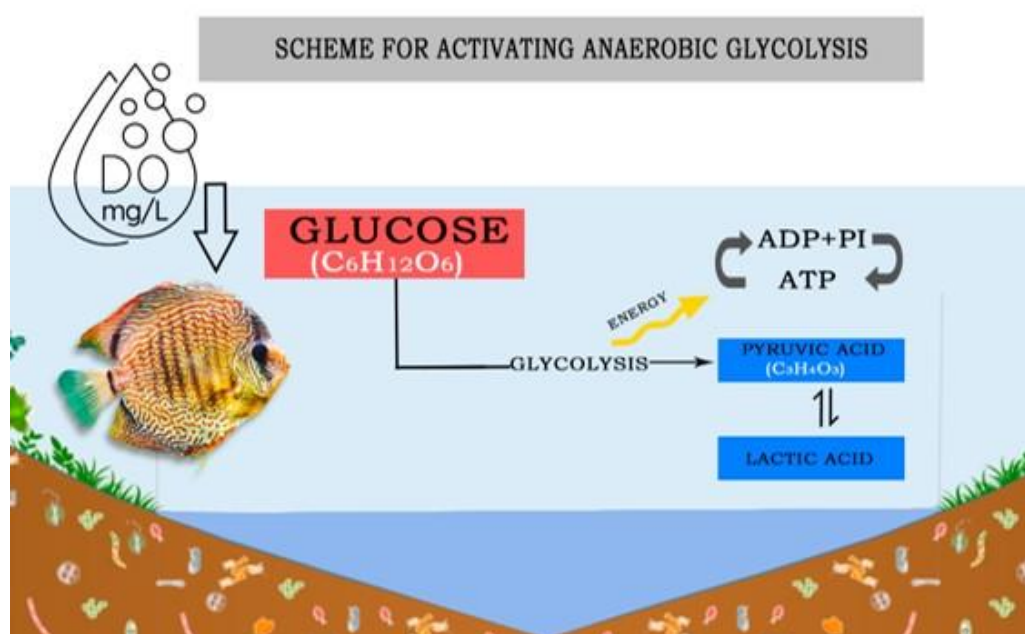 SCHEME FOR ACTIVATING ANAEROBIC GLYCOLYSIS
DO
mg/L
GLUCOSE
(C₆H₁₂O₆)
ADP+PI
ATP
ENERGY
GLYCOLYSIS
PYRUVIC ACID
(C₃H₄O₃)
LACTIC ACID